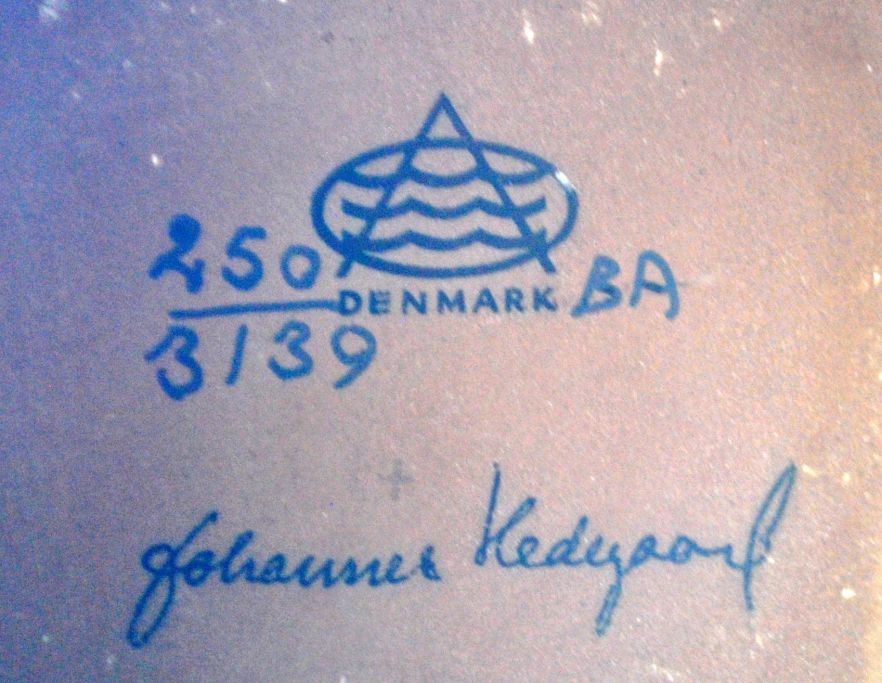 250
DENMARK BA
3139
Johannes Hedegaard